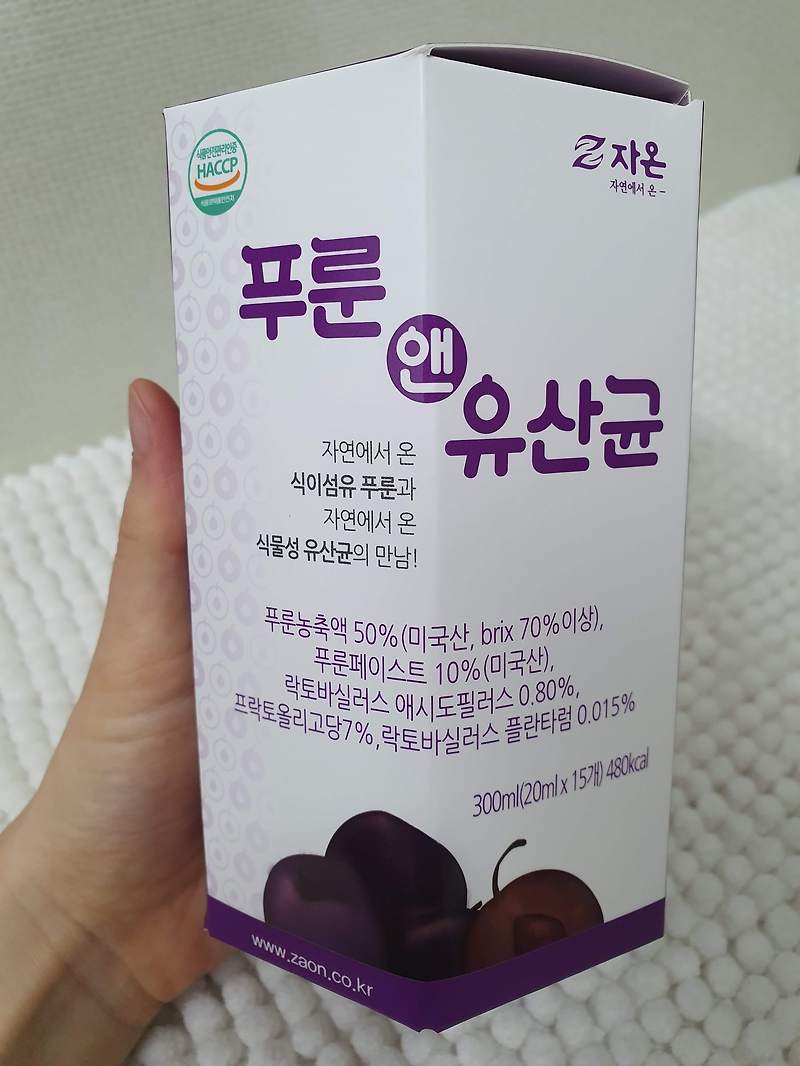 식품안전관리인증
HACCP
자온
자연에서 온 –
푸룬
앤
유산균
자연에서 온
식이섬유 푸룬과
자연에서 온
식물성 유산균의 만남!
푸룬농축액 50%(미국산, brix 70%이상),
푸룬페이스트 10%(미국산),
락토바실러스 애시도필러스 0.80%,
프락토올리고당7%,락토바실러스 플란타럼 0.015%
300ml(20ml x 15개) 480kcal
www.zaon.co.kr